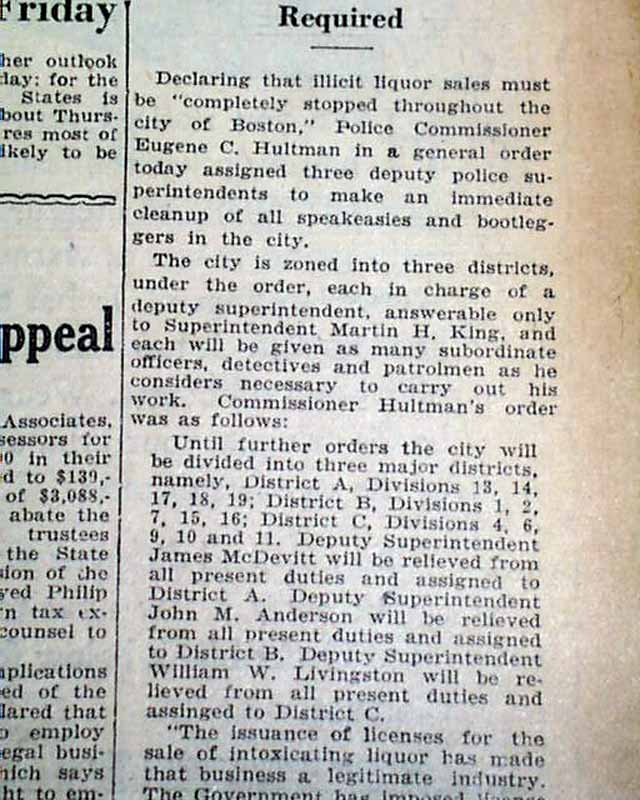 Friday
her outlook
day; for the
States is
bout Thurs-
res most of
ikely to be
ppeal
Associates,
sessors for
0 in their
d to $139,-
of $3,088,-
abate the
trustees
the State
sion of the
yed Philip
n tax ex-
counsel to
plications
ed of the
lared that
o employ
egal busi-
hich says
ht to em-
Required
Declaring that illicit liquor sales must
be "completely stopped throughout the
city of Boston," Police Commissioner
Eugene C. Hultman in a general order
today assigned three deputy police su-
perintendents to make an immediate
cleanup of all speakeasies and bootleg-
gers in the city.
The city is zoned into three districts,
under the order, each in charge of a
deputy superintendent, answerable only
to Superintendent Martin H. King, and
each will be given as many subordinate
officers, detectives and patrolmen as he
considers necessary to carry out his
work. Commissioner Hultman's order
was as follows:
Until further orders the city will
be divided into three major districts,
namely, District A, Divisions 13, 14,
17, 18, 19; District B, Divisions 1, 2,
7, 15, 16; District C, Divisions 4, 6,
9, 10 and 11. Deputy Superintendent
James McDevitt will be relieved from
all present duties and assigned to
District A. Deputy Superintendent
John M. Anderson will be relieved
from all present duties and assigned
to District B. Deputy Superintendent
William W. Livingston will be re-
lieved from all present duties and
assinged to District C.
"The issuance of licenses for the
sale of intoxicating liquor has made
that business a legitimate industry.
The Government has imposed